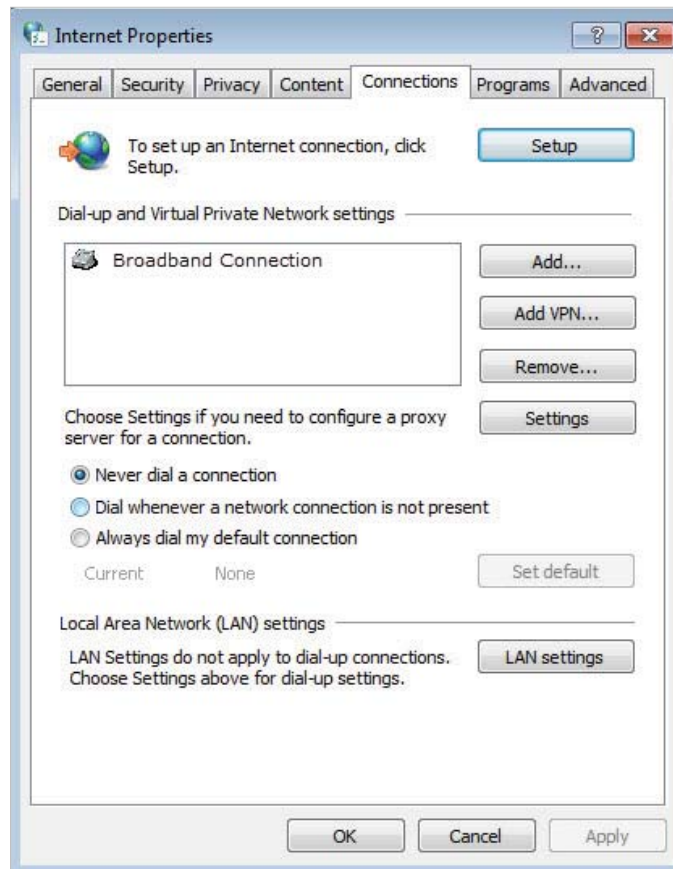 Internet Properties
?
General Security Privacy Content Connections Programs Advanced
To set up an Internet connection, click
Setup.
Setup
Dial-up and Virtual Private Network settings
Broadband Connection
Add...
Add VPN...
Remove...
Choose Settings if you need to configure a proxy
server for a connection.
Settings
Never dial a connection
Dial whenever a network connection is not present
Always dial my default connection
Current None
Set default
Local Area Network (LAN) settings
LAN Settings do not apply to dial-up connections.
Choose Settings above for dial-up settings.
LAN settings
OK Cancel Apply